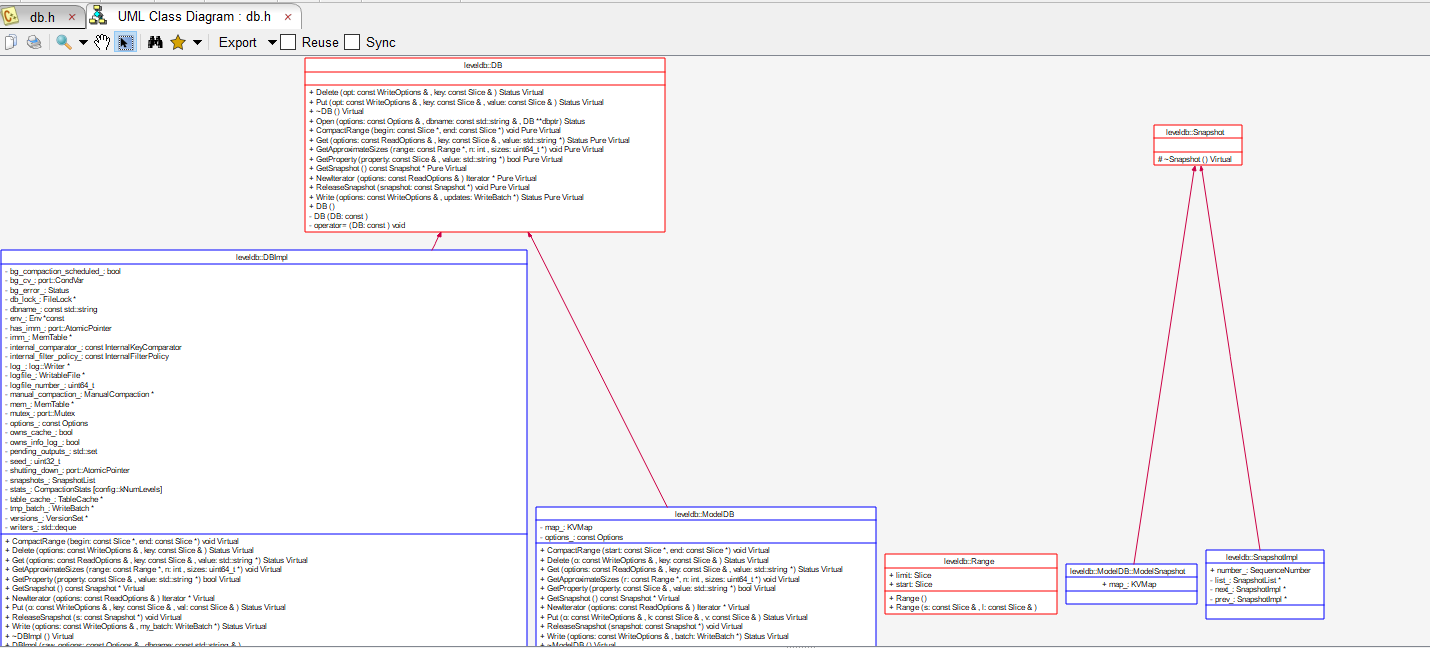 db.h
UML Class Diagram : db.h
Export
Reuse
Sync
leveldb::DB
+ Delete (opt: const WriteOptions & , key: const Slice & ) Status Virtual
+ Put (opt: const WriteOptions & , key: const Slice & , value: const Slice & ) Status Virtual
+ ~DB () Virtual
+ Open (options: const Options & , dbname: const std::string & , DB **dbptr) Status
+ CompactRange (begin: const Slice *, end: const Slice *) void Pure Virtual
+ Get (options: const ReadOptions & , key: const Slice & , value: std::string *) Status Pure Virtual
+ GetApproximateSizes (range: const Range *, n: int , sizes: uint64_t *) void Pure Virtual
+ GetProperty (property: const Slice & , value: std::string *) bool Pure Virtual
+ GetSnapshot () const Snapshot * Pure Virtual
+ NewIterator (options: const ReadOptions & ) Iterator * Pure Virtual
+ ReleaseSnapshot (snapshot: const Snapshot *) void Pure Virtual
+ Write (options: const WriteOptions & , updates: WriteBatch *) Status Pure Virtual
+ DB ()
- DB (DB: const )
- operator= (DB: const ) void
leveldb::Snapshot
# ~Snapshot () Virtual
leveldb::DBImpl
- bg_compaction_scheduled_: bool
- bg_cv_: port::CondVar
- bg_error_: Status
- db_lock_: FileLock *
- dbname_: const std::string
- env_: Env *const
- has_imm_: port::AtomicPointer
- imm_: MemTable *
- internal_comparator_: const InternalKeyComparator
- internal_filter_policy_: const InternalFilterPolicy
- log_: log::Writer *
- logfile_: WritableFile *
- logfile_number_: uint64_t
- manual_compaction_: ManualCompaction *
- mem_: MemTable *
- mutex_: port::Mutex
- options_: const Options
- owns_cache_: bool
- owns_info_log_: bool
- pending_outputs_: std::set
- seed_: uint32_t
- shutting_down_: port::AtomicPointer
- snapshots_: SnapshotList
- stats_: CompactionStats [config::kNumLevels]
- table_cache_: TableCache *
- tmp_batch_: WriteBatch *
- versions_: VersionSet *
- writers_: std::deque
+ CompactRange (begin: const Slice *, end: const Slice *) void Virtual
+ Delete (options: const WriteOptions & , key: const Slice & ) Status Virtual
+ Get (options: const ReadOptions & , key: const Slice & , value: std::string *) Status Virtual
+ GetApproximateSizes (range: const Range *, n: int , sizes: uint64_t *) void Virtual
+ GetProperty (property: const Slice & , value: std::string *) bool Virtual
+ GetSnapshot () const Snapshot * Virtual
+ NewIterator (options: const ReadOptions & ) Iterator * Virtual
+ Put (o: const WriteOptions & , key: const Slice & , val: const Slice & ) Status Virtual
+ ReleaseSnapshot (s: const Snapshot *) void Virtual
+ Write (options: const WriteOptions & , my_batch: WriteBatch *) Status Virtual
+ ~DBImpl () Virtual
+ DBImpl (raw_options: const Options & , dbname: const std::string & )
leveldb::ModelDB
- map_: KVMap
- options_: const Options
+ CompactRange (start: const Slice *, end: const Slice *) void Virtual
+ Delete (o: const WriteOptions & , key: const Slice & ) Status Virtual
+ Get (options: const ReadOptions & , key: const Slice & , value: std::string *) Status Virtual
+ GetApproximateSizes (r: const Range *, n: int , sizes: uint64_t *) void Virtual
+ GetProperty (property: const Slice & , value: std::string *) bool Virtual
+ GetSnapshot () const Snapshot * Virtual
+ NewIterator (options: const ReadOptions & ) Iterator * Virtual
+ Put (o: const WriteOptions & , k: const Slice & , v: const Slice & ) Status Virtual
+ ReleaseSnapshot (snapshot: const Snapshot *) void Virtual
+ Write (options: const WriteOptions & , batch: WriteBatch *) Status Virtual
+ ~ModelDB () Virtual
leveldb::Range
+ limit: Slice
+ start: Slice
+ Range ()
+ Range (s: const Slice & , l: const Slice & )
leveldb::ModelDB::ModelSnapshot
+ map_: KVMap
leveldb::SnapshotImpl
+ number_: SequenceNumber
- list_: SnapshotList *
- next_: SnapshotImpl *
- prev_: SnapshotImpl *